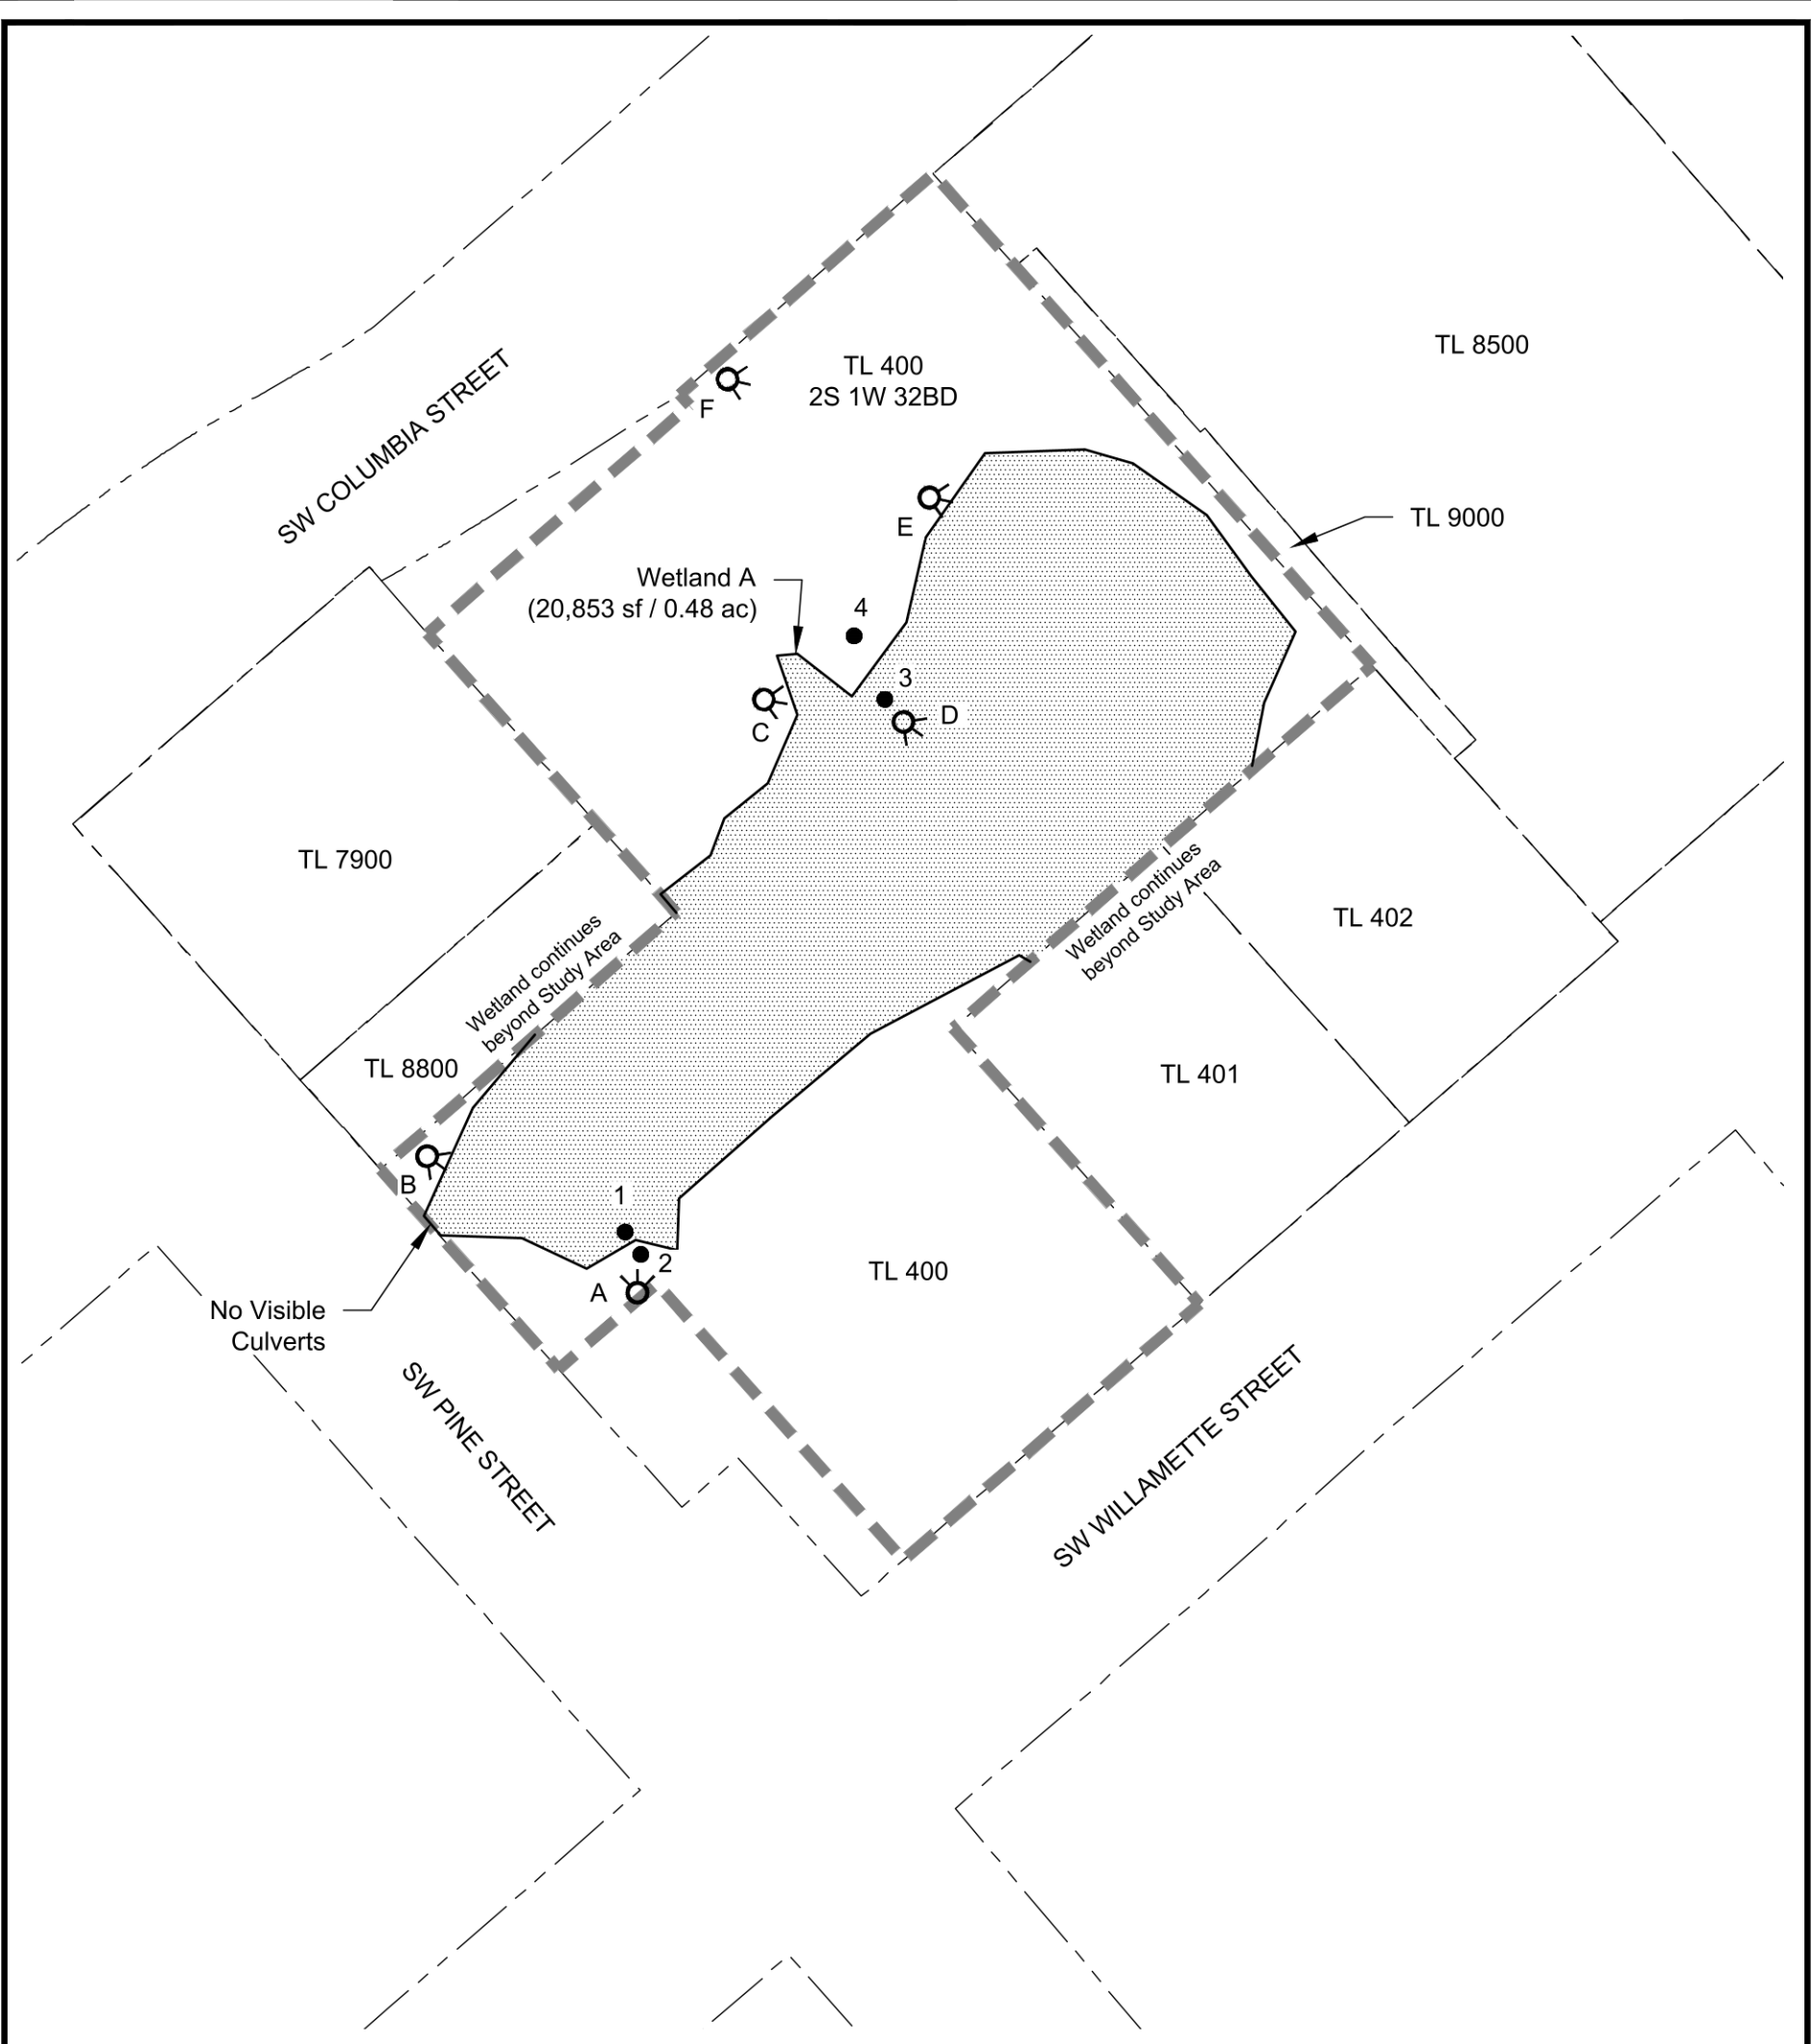 TL 8500
TL 400
2S 1W 32BD
F
SW COLUMBIA STREET
TL 9000
E
Wetland A
(20,853 sf / 0.48 ac)
4
3
D
C
TL 7900
Wetland continues
beyond Study Area
Wetland continues
beyond Study Area
TL 402
TL 8800
TL 401
B
1
2
A
TL 400
No Visible
Culverts
SW PINE STREET
SW WILLAMETTE STREET